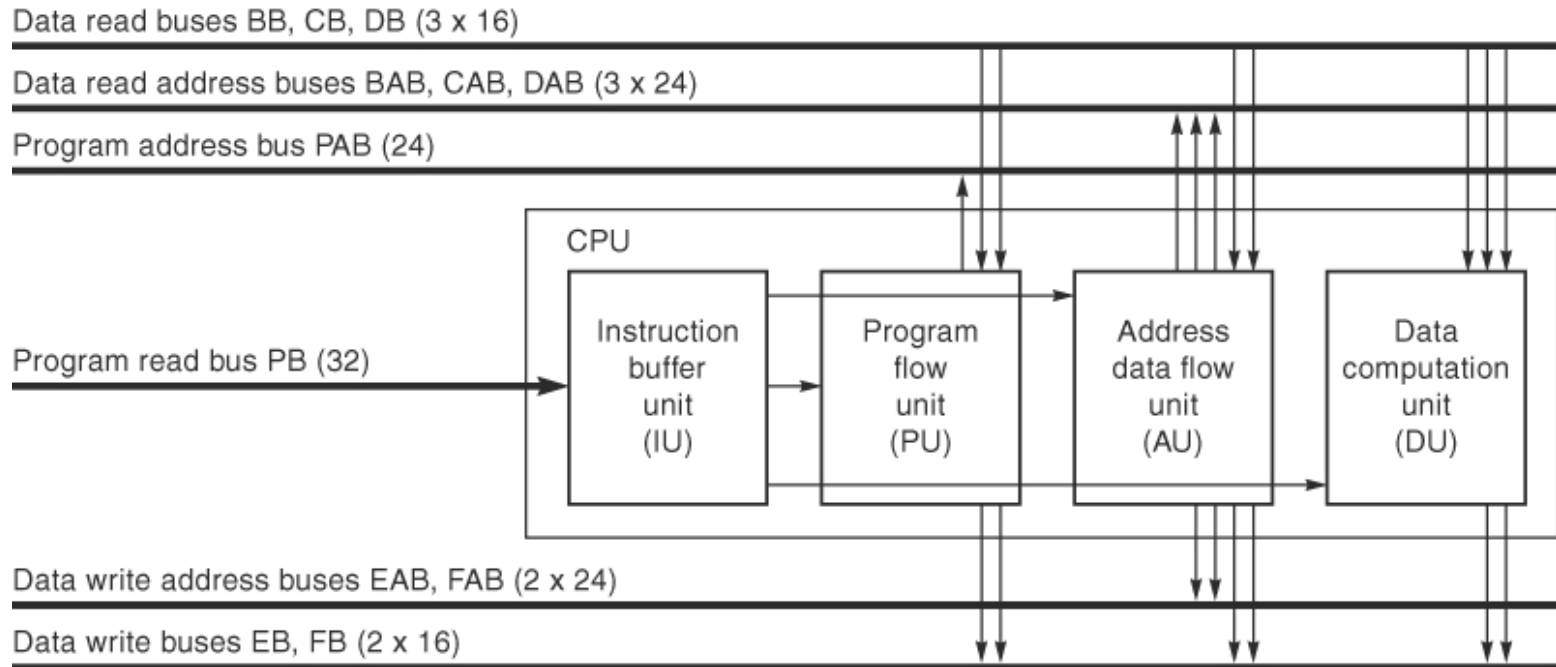 Data read buses BB, CB, DB (3 x 16)
Data read address buses BAB, CAB, DAB (3 x 24)
Program address bus PAB (24)
CPU
Program read bus PB (32)
Instruction
buffer
unit
(IU)
Program
flow
unit
(PU)
Address
data flow
unit
(AU)
Data
computation
unit
(DU)
Data write address buses EAB, FAB (2 x 24)
Data write buses EB, FB (2 x 16)